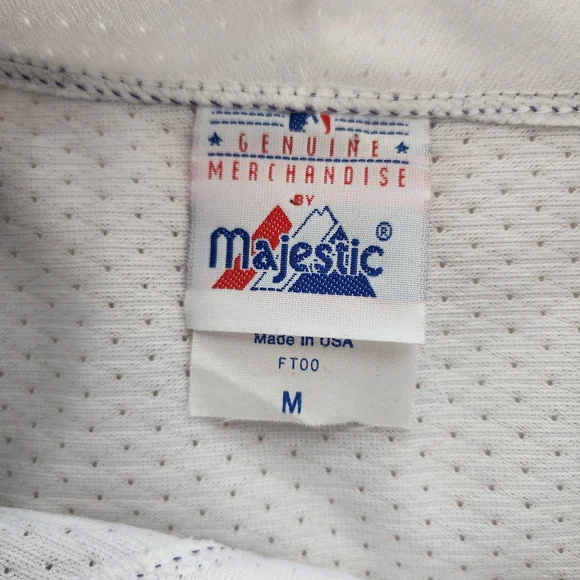 GENUINE
MERCHANDISE
BY
Majestic®
Made in USA
FT00
M